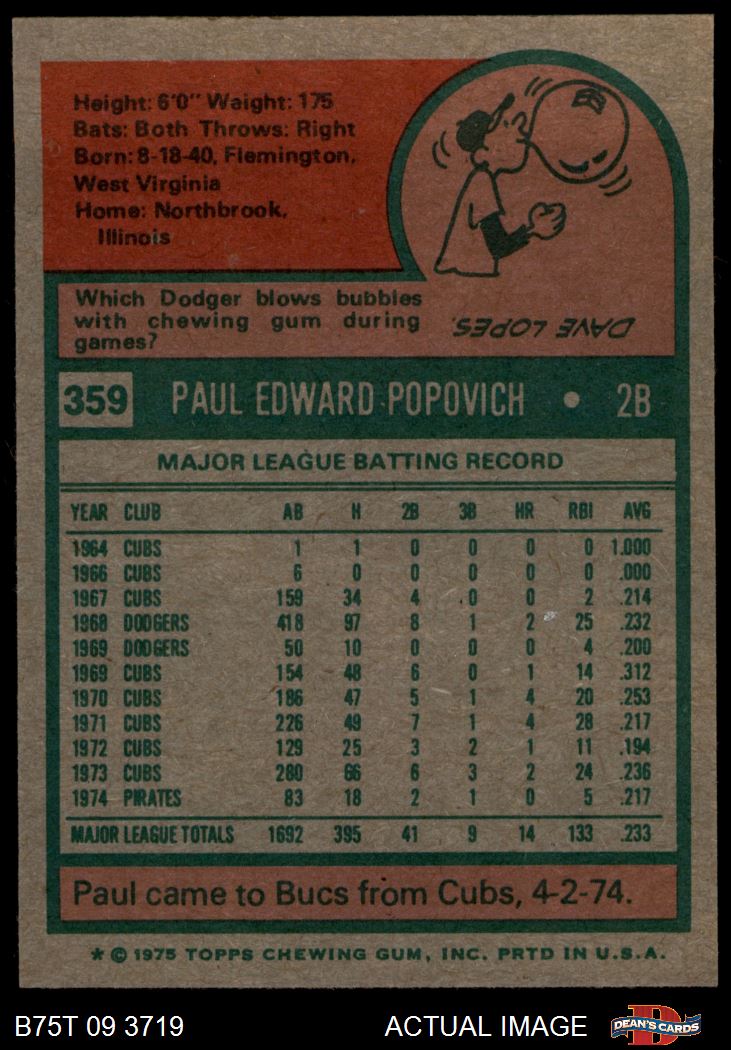 Height: 6'0" Weight: 175
Bats: Both Throws: Right
Born: 8-18-40, Flemington,
West Virginia
Home: Northbrook,
Illinois
Which Dodger blows bubbles
with chewing gum during
games?
DAVE LOPES.
359 PAUL EDWARD POPOVICH • 2B
MAJOR LEAGUE BATTING RECORD
YEAR CLUB AB H 2B 3B HR RBI AVG
1964 CUBS 1 1 0 0 0 0 1.000
1966 CUBS 6 0 0 0 0 0 .000
1967 CUBS 159 34 4 0 0 2 .214
1968 DODGERS 418 97 8 1 2 25 .232
1969 DODGERS 50 10 0 0 0 4 .200
1969 CUBS 154 48 6 0 1 14 .312
1970 CUBS 186 47 5 1 4 20 .253
1971 CUBS 226 49 7 1 4 28 .217
1972 CUBS 129 25 3 2 1 11 .194
1973 CUBS 280 66 6 3 2 24 .236
1974 PIRATES 83 18 2 1 0 5 .217
MAJOR LEAGUE TOTALS 1692 395 41 9 14 133 .233
Paul came to Bucs from Cubs, 4-2-74.
* © 1975 TOPPS CHEWING GUM, INC. PRTD IN U.S.A.
B75T 09 3719 ACTUAL IMAGE D DEAN'S CARDS